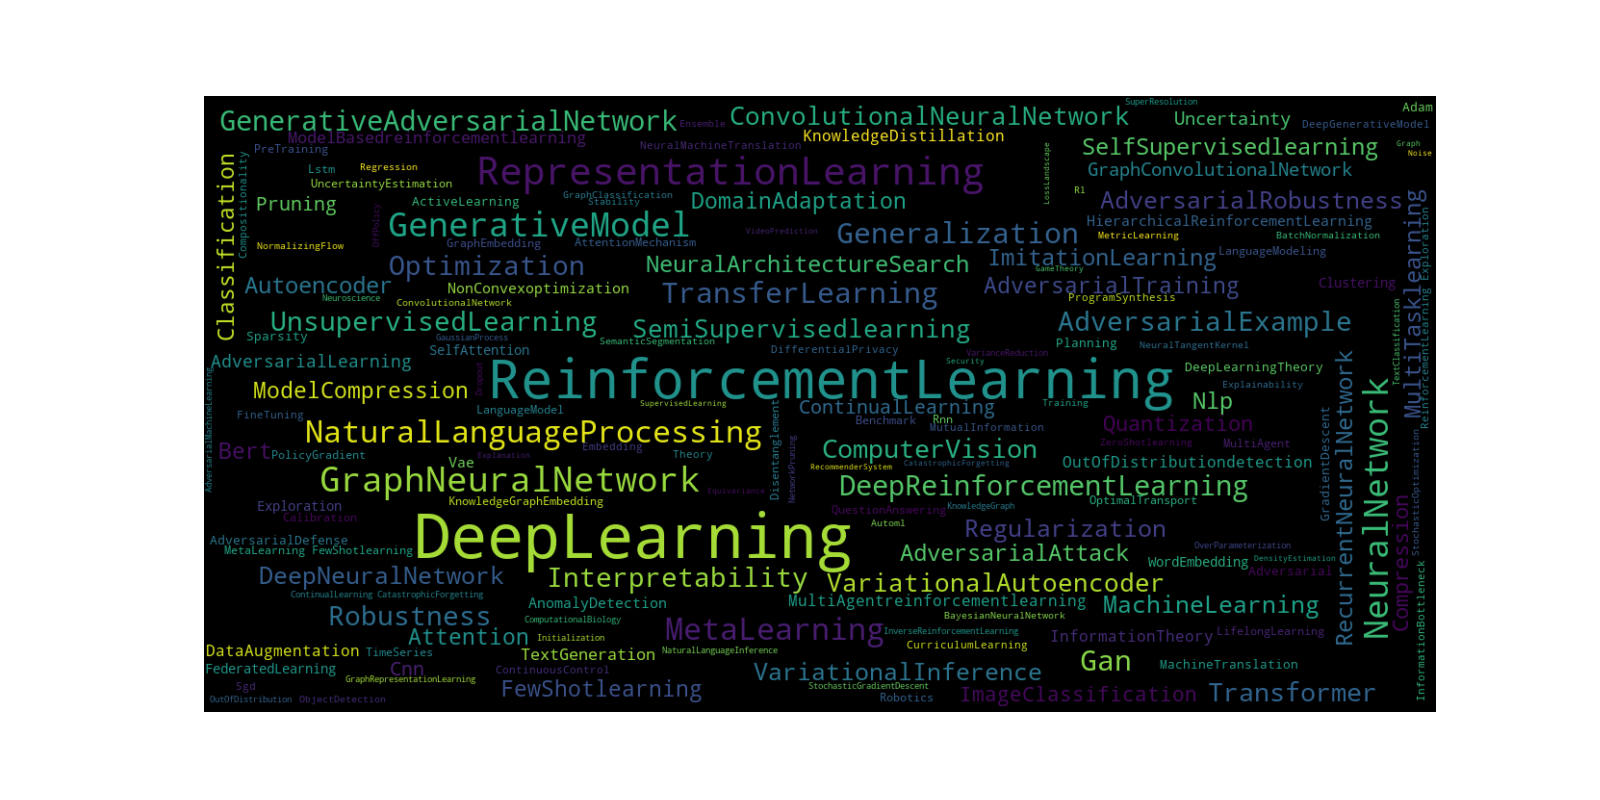 SuperResolution
Adam
GenerativeAdversarialNetwork
ConvolutionalNeuralNetwork
Uncertainty
Ensemble
DeepGenerativeModel
ModelBasedreinforcementlearning
KnowledgeDistillation
NeuralMachineTranslation
SelfSupervisedlearning
Graph
PreTraining
Noise
Classification
Compositionality
Lstm
Regression
RepresentationLearning
LossLandscape
GraphConvolutionalNetwork
UncertaintyEstimation
Rl
Pruning
ActiveLearning
GraphClassification
Stability
DomainAdaptation
AdversarialRobustness
OffPolicy
GenerativeModel
VideoPrediction
Generalization
HierarchicalReinforcementLearning
MetricLearning
BatchNormalization
NormalizingFlow
GraphEmbedding
AttentionMechanism
LanguageModeling
Optimization
NeuralArchitectureSearch
GameTheory
ImitationLearning
MultiTasklearning
ReinforcementLearning Exploration
Autoencoder
NonConvexoptimization
TransferLearning
AdversarialTraining
Clustering
Neuroscience
ConvolutionalNetwork
ProgramSynthesis
UnsupervisedLearning
SemiSupervisedlearning
AdversarialExample
TextClassification
Sparsity
GaussianProcess
SemanticSegmentation
Planning
NeuralTangentKernel
SelfAttention
DifferentialPrivacy
VarianceReduction
AdversarialLearning
Security
DeepLearningTheory
AdversarialMachineLearning
ModelCompression
Dropout
ReinforcementLearning
Explainability
RecurrentNeuralNetwork
NeuralNetwork
FineTuning
LanguageModel
SupervisedLearning
ContinualLearning
Training
Nlp
GradientDescent
NaturalLanguageProcessing
Disentanglement
Benchmark
Rnn
MutualInformation
Quantization
Bert
PolicyGradient
Embedding
Explanation
Theory
NetworkPruning
ComputerVision
ZeroShotlearning
MultiAgent
Vae
RecommenderSystem
CatastrophicForgetting
OutOfDistributiondetection
StochasticOptimization
GraphNeuralNetwork
Equivariance
DeepReinforcementLearning
KnowledgeGraphEmbedding
OptimalTransport
Exploration
QuestionAnswering
KnowledgeGraph
Calibration
Automl
Regularization
Compression
AdversarialDefense
DeepLearning
OverParameterization
MetaLearning FewShotlearning
AdversarialAttack
WordEmbedding
DensityEstimation
Adversarial
DeepNeuralNetwork
Interpretability
VariationalAutoencoder
InformationBottleneck
ContinualLearning CatastrophicForgetting
AnomalyDetection
MultiAgentreinforcementlearning
MachineLearning
Robustness
ComputationalBiology
BayesianNeuralNetwork
MetaLearning
Attention
Initialization
InverseReinforcementLearning
InformationTheory
LifelongLearning
DataAugmentation
TimeSeries
TextGeneration
NaturalLanguageInference
CurriculumLearning
FederatedLearning
Cnn
ContinuousControl
VariationalInference
Gan
MachineTranslation
GraphRepresentationLearning
Sgd
FewShotlearning
StochasticGradientDescent
ImageClassification
Transformer
OutOfDistribution
ObjectDetection
Robotics